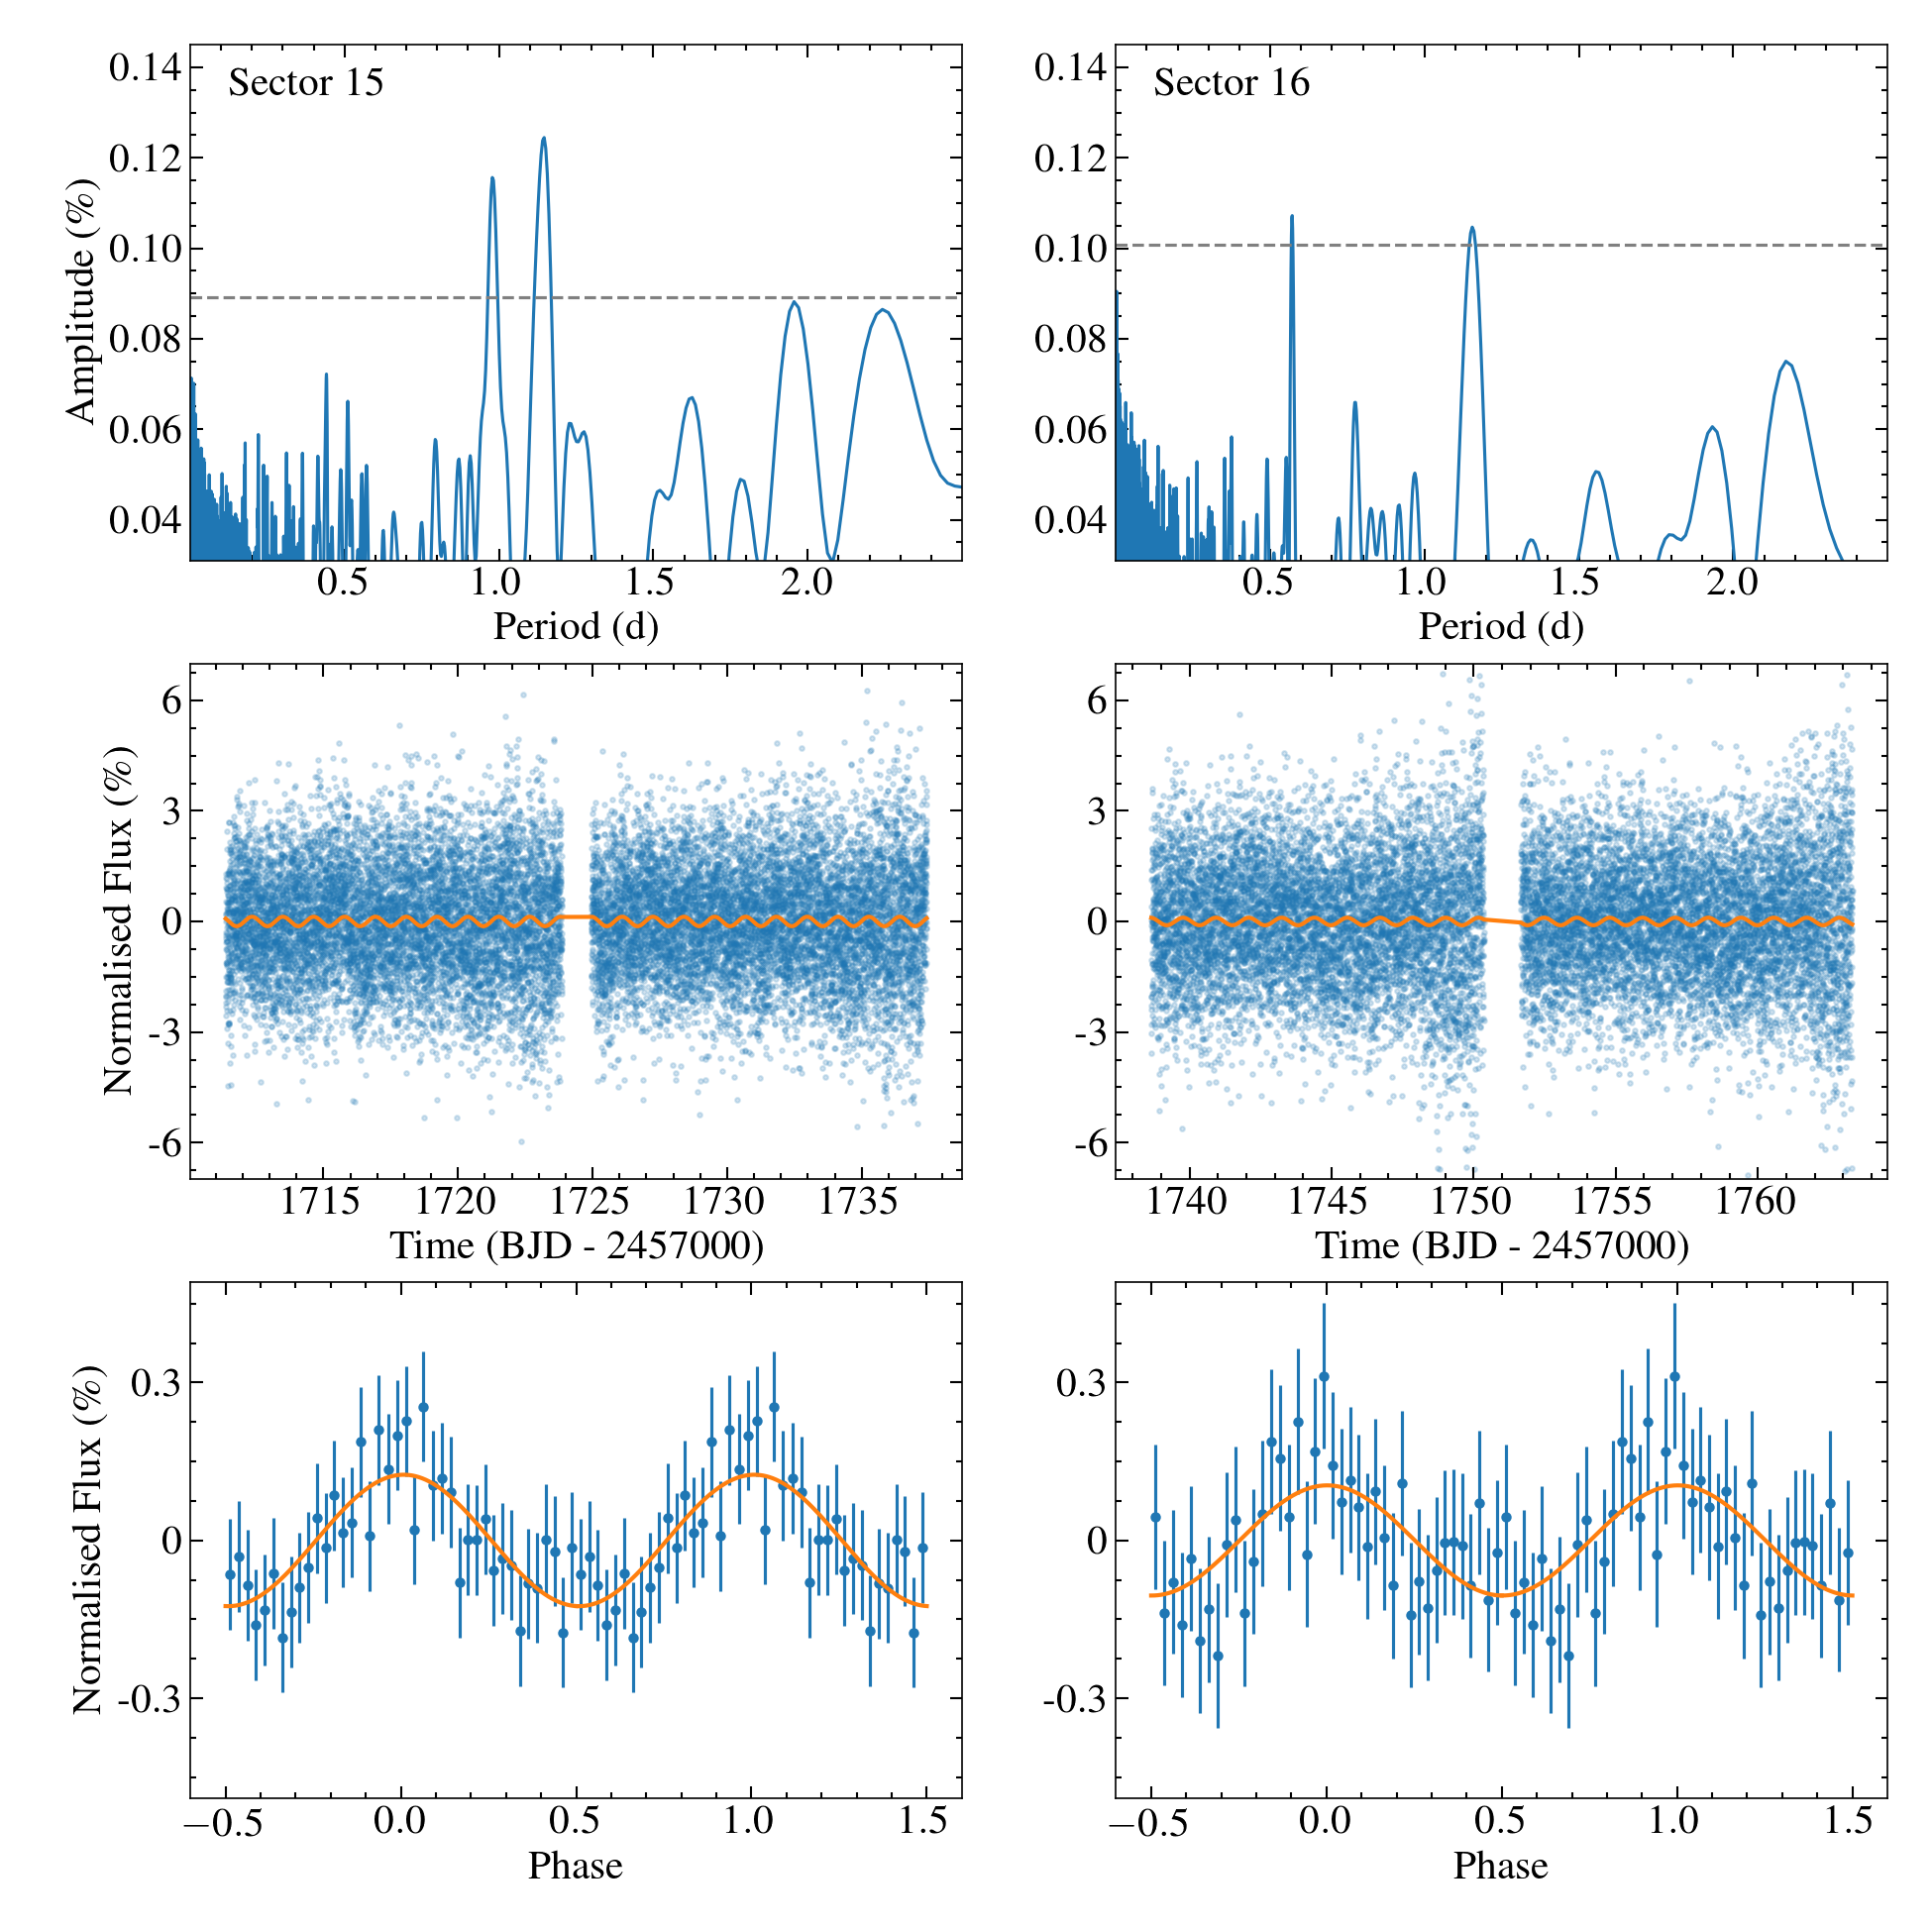 Sector 15
0.14
0.12
0.10
0.08
0.06
0.04
Amplitude (%)
0.5 1.0 1.5 2.0
Period (d)
Sector 16
0.14
0.12
0.10
0.08
0.06
0.04
0.5 1.0 1.5 2.0
Period (d)
6
3
0
-3
-6
Normalised Flux (%)
1715 1720 1725 1730 1735
Time (BJD - 2457000)
6
3
0
-3
-6
1740 1745 1750 1755 1760
Time (BJD - 2457000)
0.3
0
-0.3
Normalised Flux (%)
−0.5 0.0 0.5 1.0 1.5
Phase
0.3
0
-0.3
−0.5 0.0 0.5 1.0 1.5
Phase